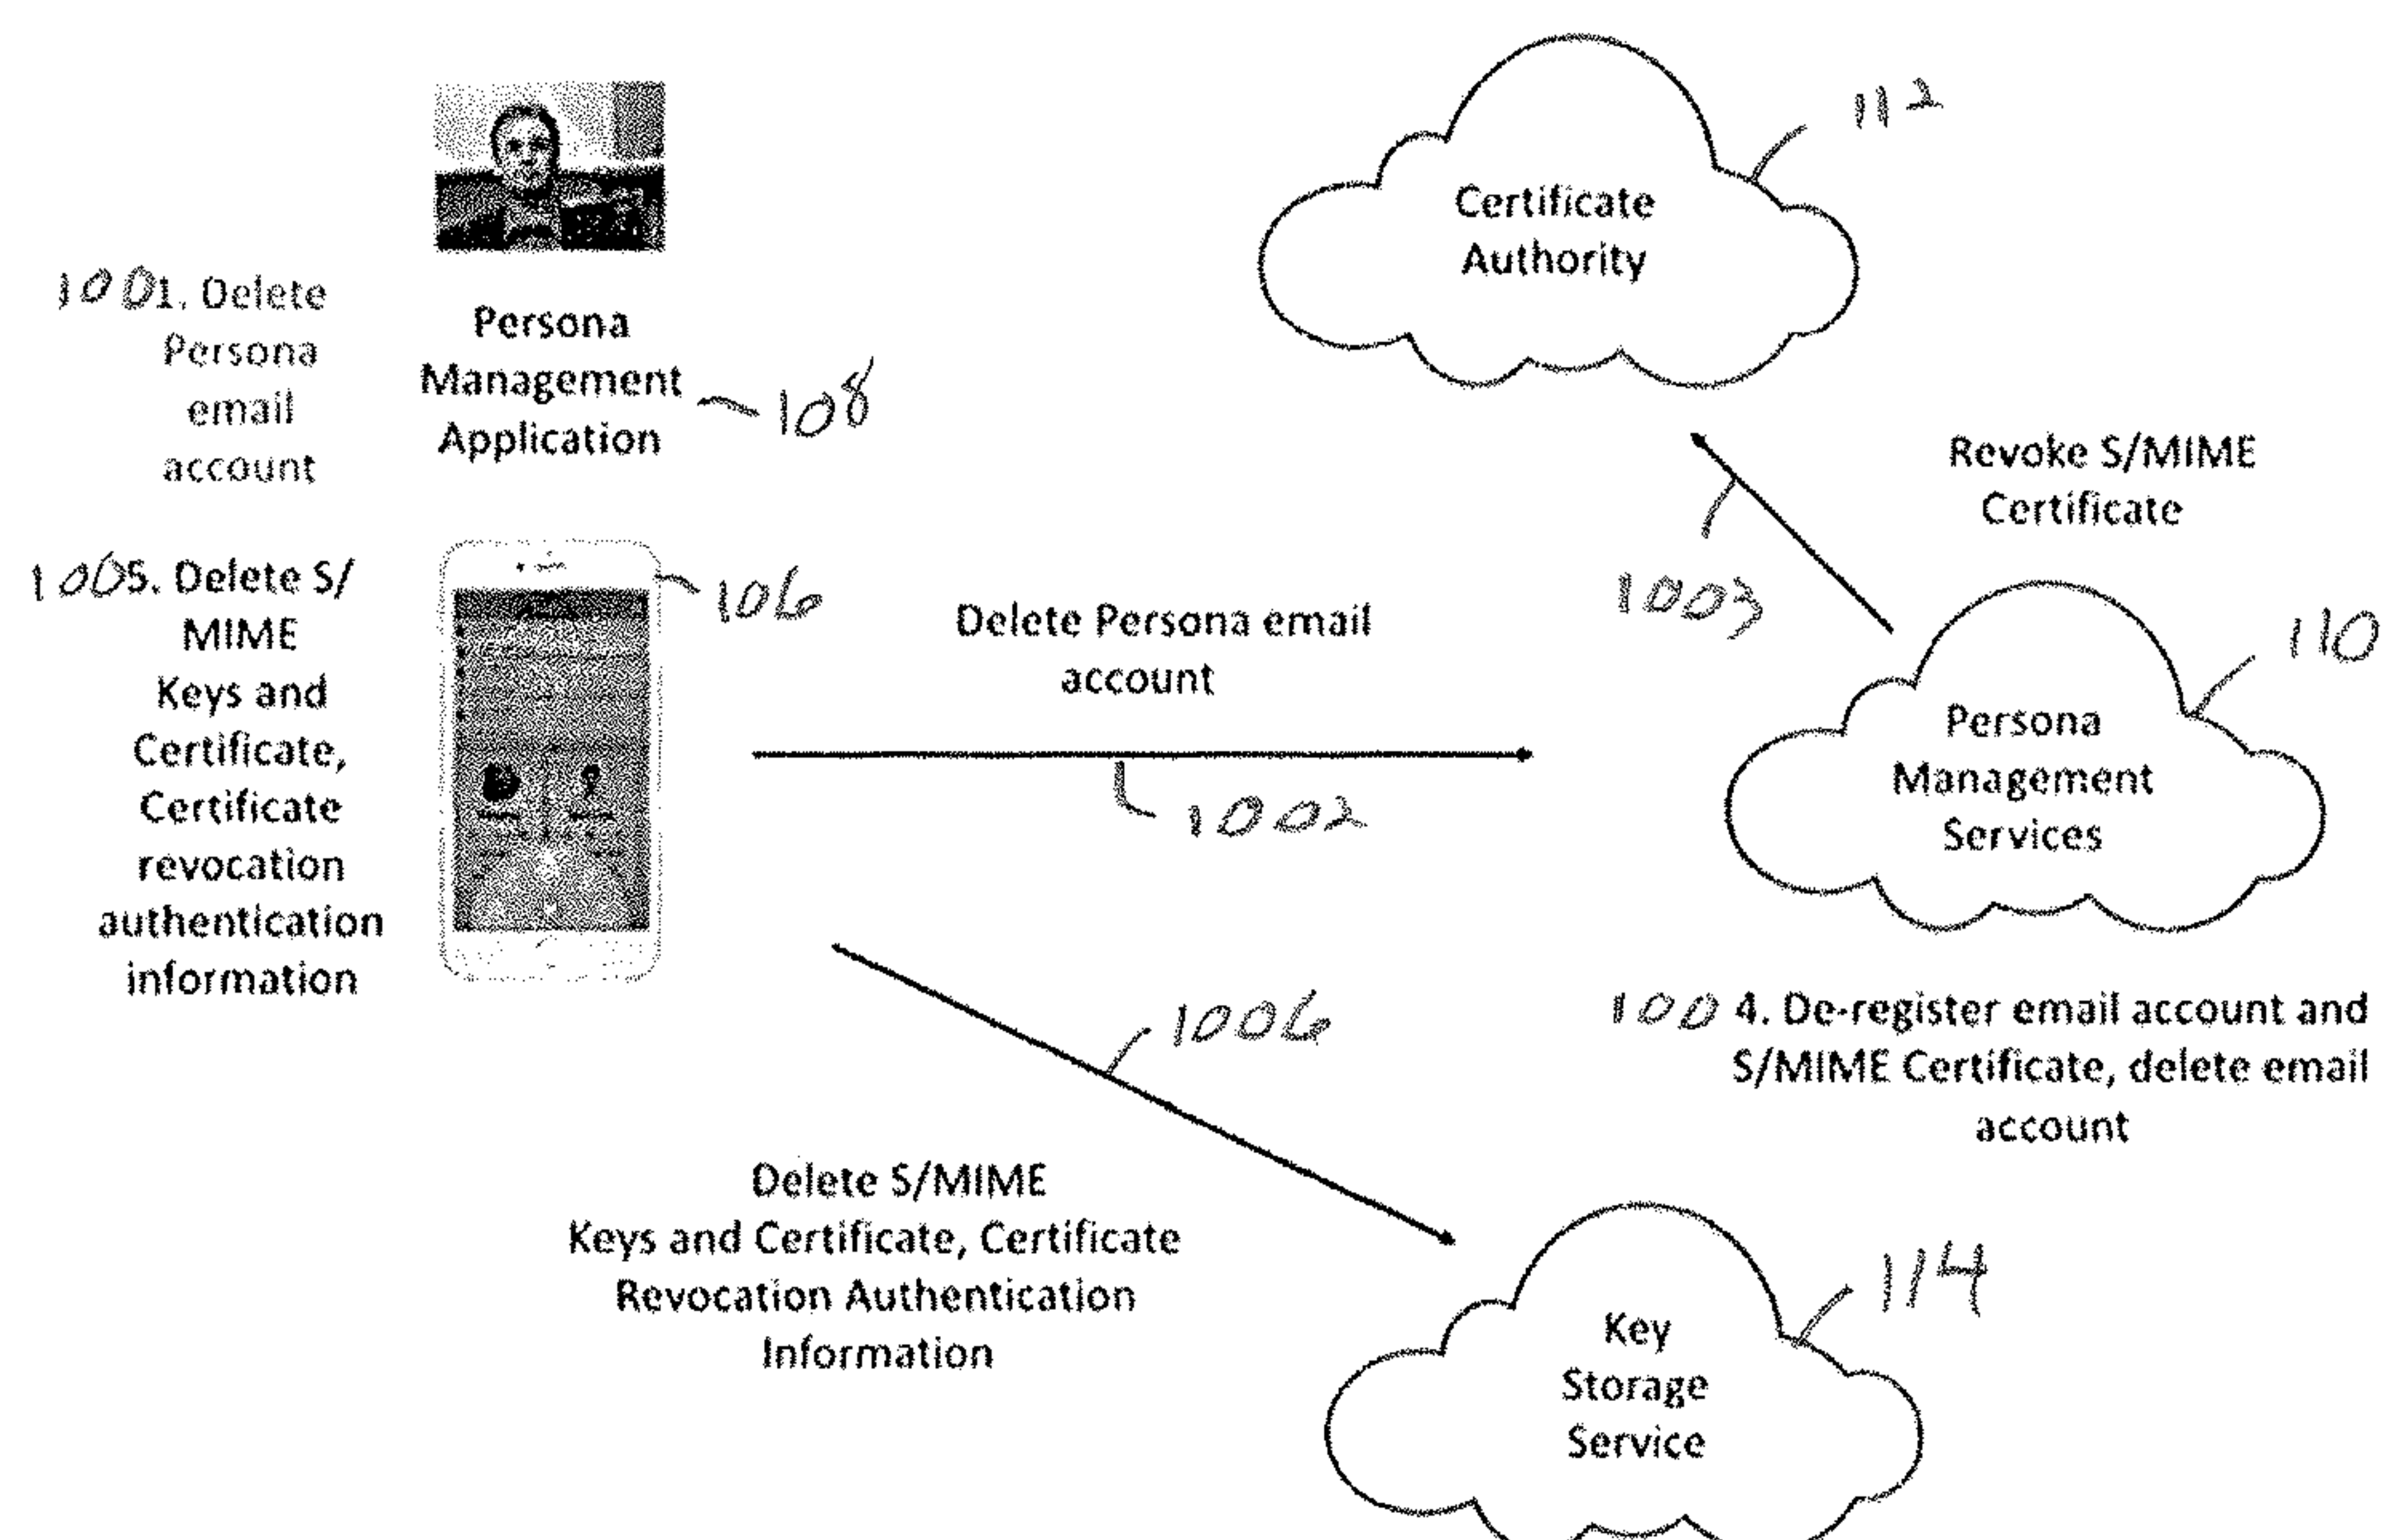 112
Certificate
Authority
1001. Delete
Persona
email
account
Persona
Management
Application
108
Revoke S/MIME
Certificate
1003
1005. Delete S/
MIME
Keys and
Certificate,
Certificate
revocation
authentication
information
106
Delete Persona email
account
1002
110
Persona
Management
Services
1004. De-register email account and
S/MIME Certificate, delete email
account
1006
Delete S/MIME
Keys and Certificate, Certificate
Revocation Authentication
Information
114
Key
Storage
Service